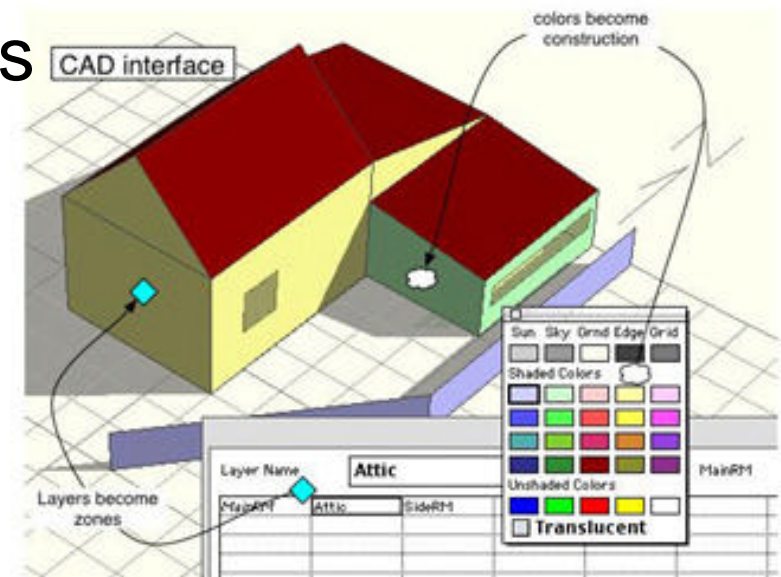 s
CAD interface
colors become
construction
Sun Sky Grnd Edge Grid
Shaded Colors
Unshaded Colors
Translucent
Layer Name
Attic
MainRM
MainRM
Attic
SideRM
Layers become
zones